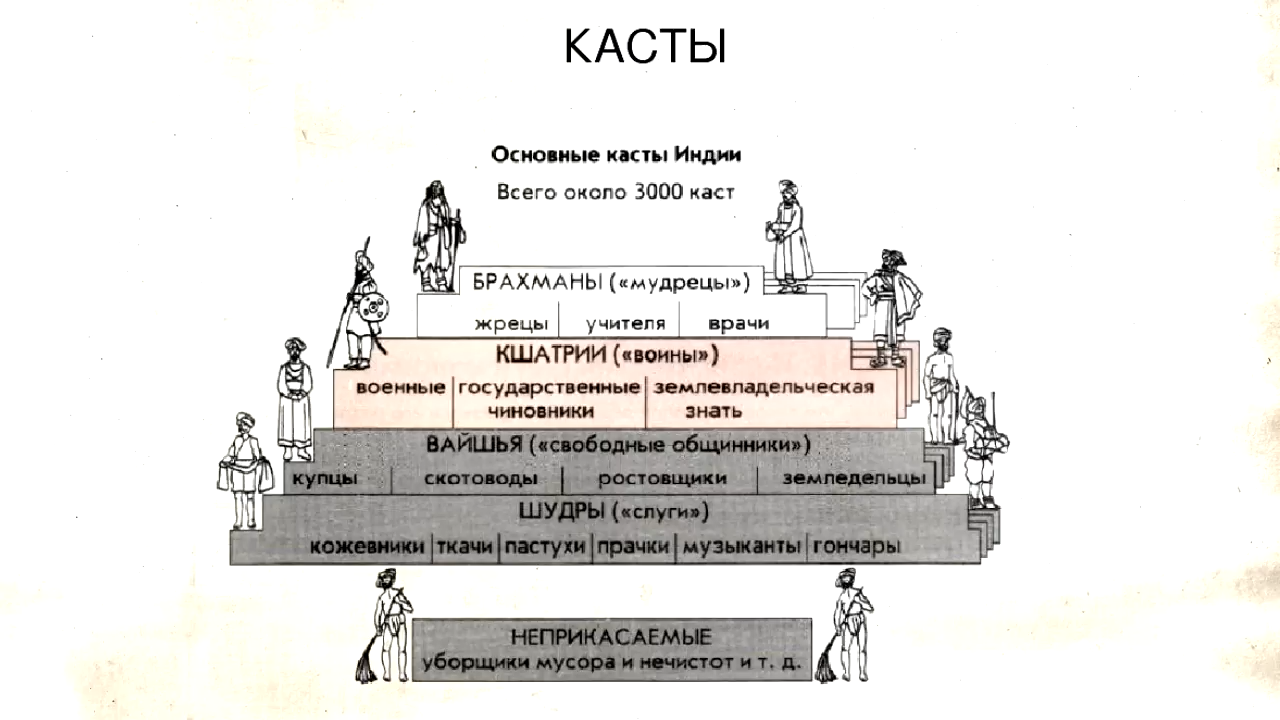 КАСТЫ
Основные касты Индии
Всего около 3000 каст
БРАХМАНЫ («мудрецы»)
жрецы учителя врачи
КШАТРИИ («воины»)
военные государственные землевладельческая
чиновники знать
ВАЙШЬЯ («свободные общинники»)
купцы скотоводы ростовщики земледельцы
ШУДРЫ («слуги»)
кожевники ткачи пастухи прачки музыканты гончары
НЕПРИКАСАЕМЫЕ
уборщики мусора и нечистот и т. д.